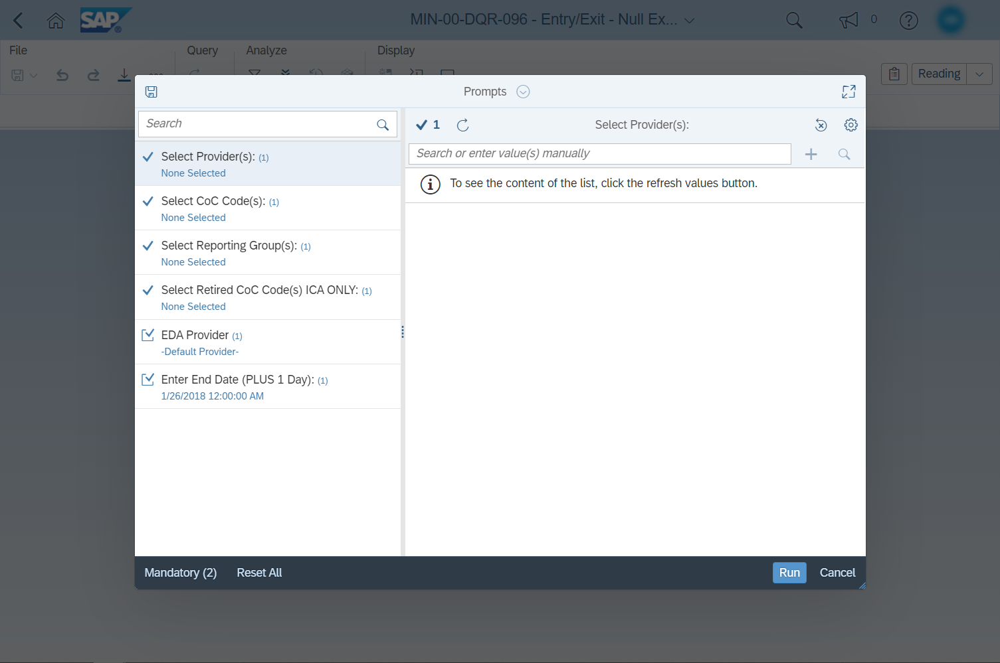 SAP
MIN-00-DQR-096 - Entry/Exit - Null Ex...
0
File
Query
Analyze
Display
Reading
Prompts
Search
Select Provider(s): (1)
None Selected
Select CoC Code(s): (1)
None Selected
Select Reporting Group(s): (1)
None Selected
Select Retired CoC Code(s) ICA ONLY: (1)
None Selected
EDA Provider (1)
-Default Provider-
Enter End Date (PLUS 1 Day): (1)
1/26/2018 12:00:00 AM
1
Select Provider(s):
Search or enter value(s) manually
To see the content of the list, click the refresh values button.
Mandatory (2)
Reset All
Run
Cancel